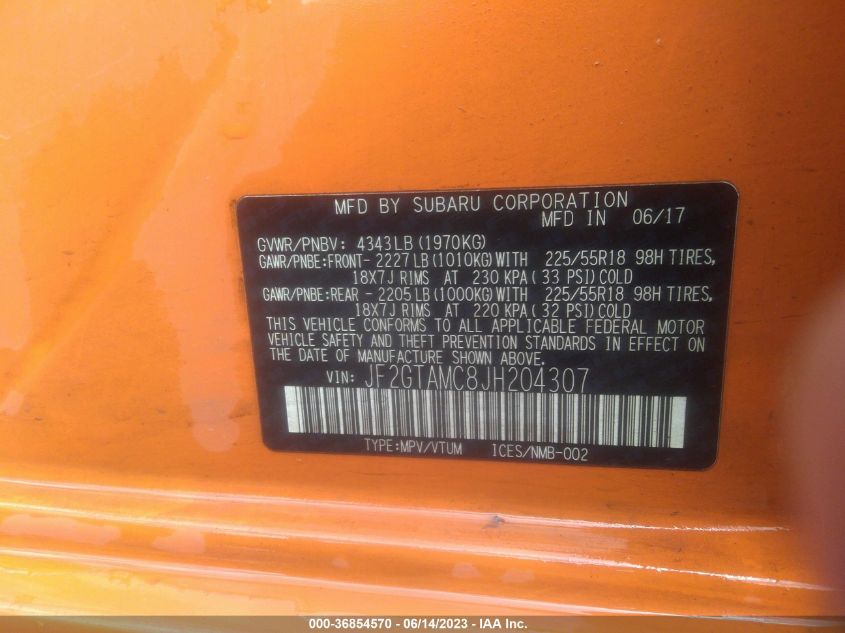 MFD BY SUBARU CORPORATION
MFD IN 06/17
GVWR/PNBV: 4343LB(1970KG)
GAWR/PNBE:FRONT- 2227LB(1010KG)WITH 225/55R18 98H TIRES,
18X7J RIMS AT 230 KPA( 33 PSI)COLD
GAWR/PNBE:REAR - 2205LB(1000KG)WITH 225/55R18 98H TIRES,
18X7J RIMS AT 220 KPA( 32 PSI)COLD
THIS VEHICLE CONFORMS TO ALL APPLICABLE FEDERAL MOTOR
VEHICLE SAFETY AND THEFT PREVENTION STANDARDS IN EFFECT
ON THE DATE OF MANUFACTURE SHOWN ABOVE.
VIN: JF2GTAMC8JH204307
TYPE:MPV/VTUM ICES/NMB-002
000-36854570 - 06/14/2023 - IAA Inc.